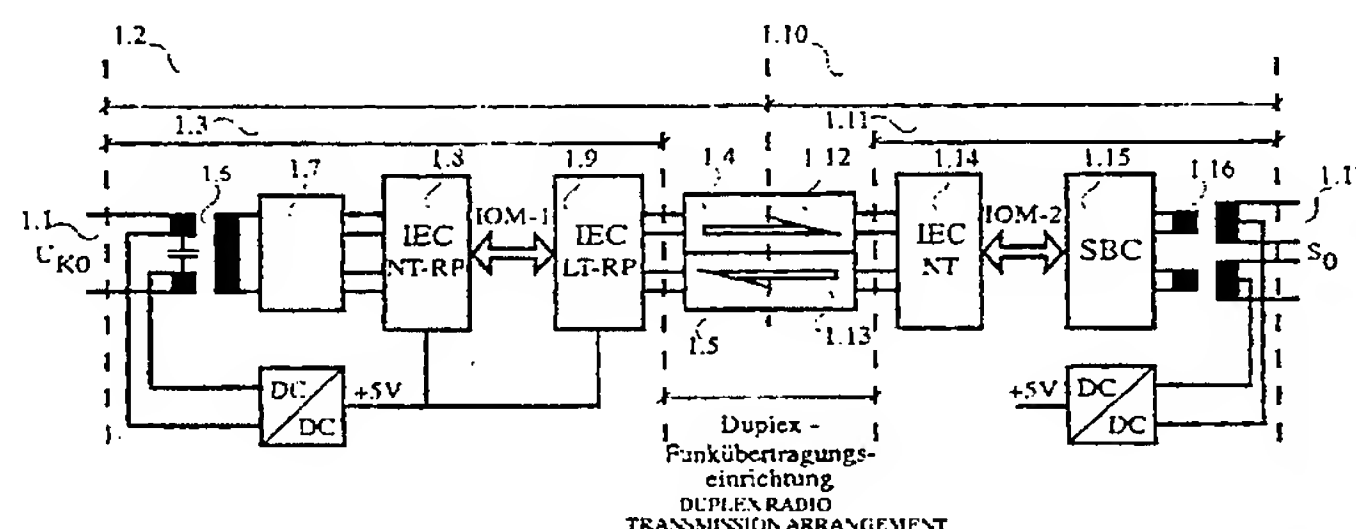 1.2
1.10
1.3
1.11
1.6
1.7
1.8
1.9
1.4
1.12
1.14
1.15
1.16
1.1
U K0
IEC
NT-RP
IOM-1
IEC
LT-RP
IEC
NT
IOM-2
SBC
S0
1.5
1.13
DC
DC
+5V
+5V
DC
DC
Duplex -
Funkübertragungs-
einrichtung
DUPLEX RADIO
TRANSMISSION ARRANGEMENT